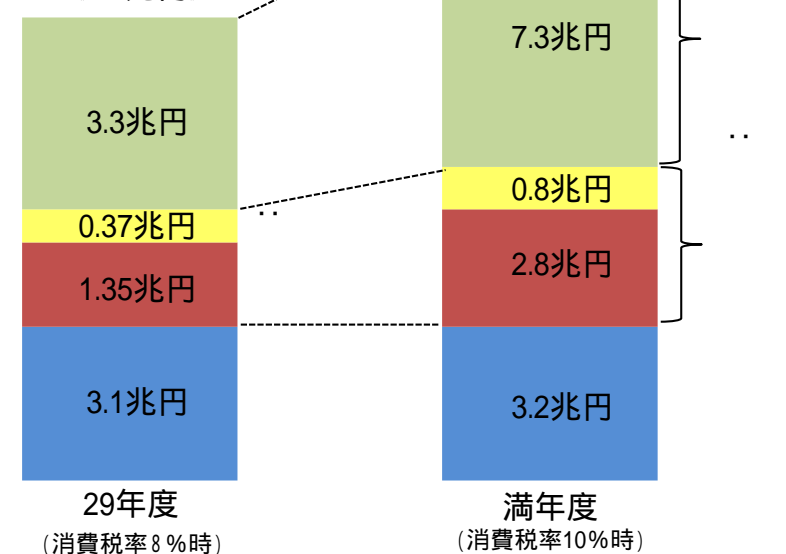 7.3兆円
3.3兆円
0.8兆円
0.37兆円
2.8兆円
1.35兆円
3.1兆円
3.2兆円
29年度
満年度
(消費税率8%時)
(消費税率10%時)